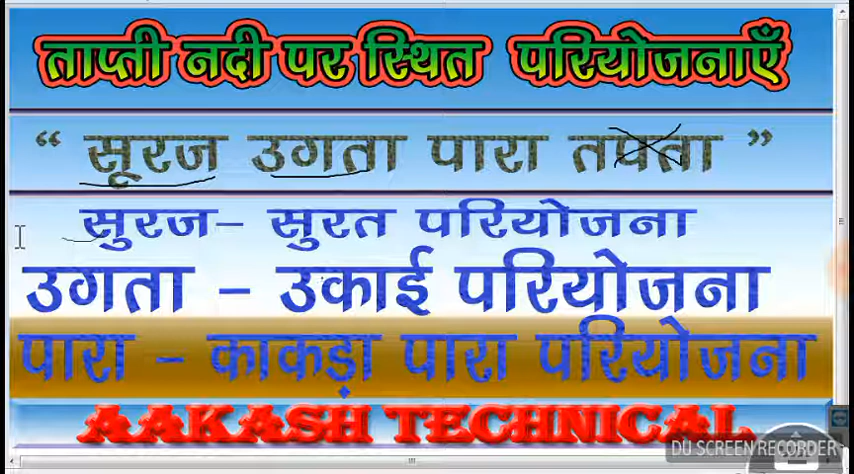 ताप्ती नदी पर स्थित परियोजनाएँ
“ सूरज उगता पारा तपता ”
सुरज– सुरत परियोजना
उगता – उकाई परियोजना
पारा – काकड़ा पारा परियोजना
AAKASH TECHNICAL
DU SCREEN RECORDER